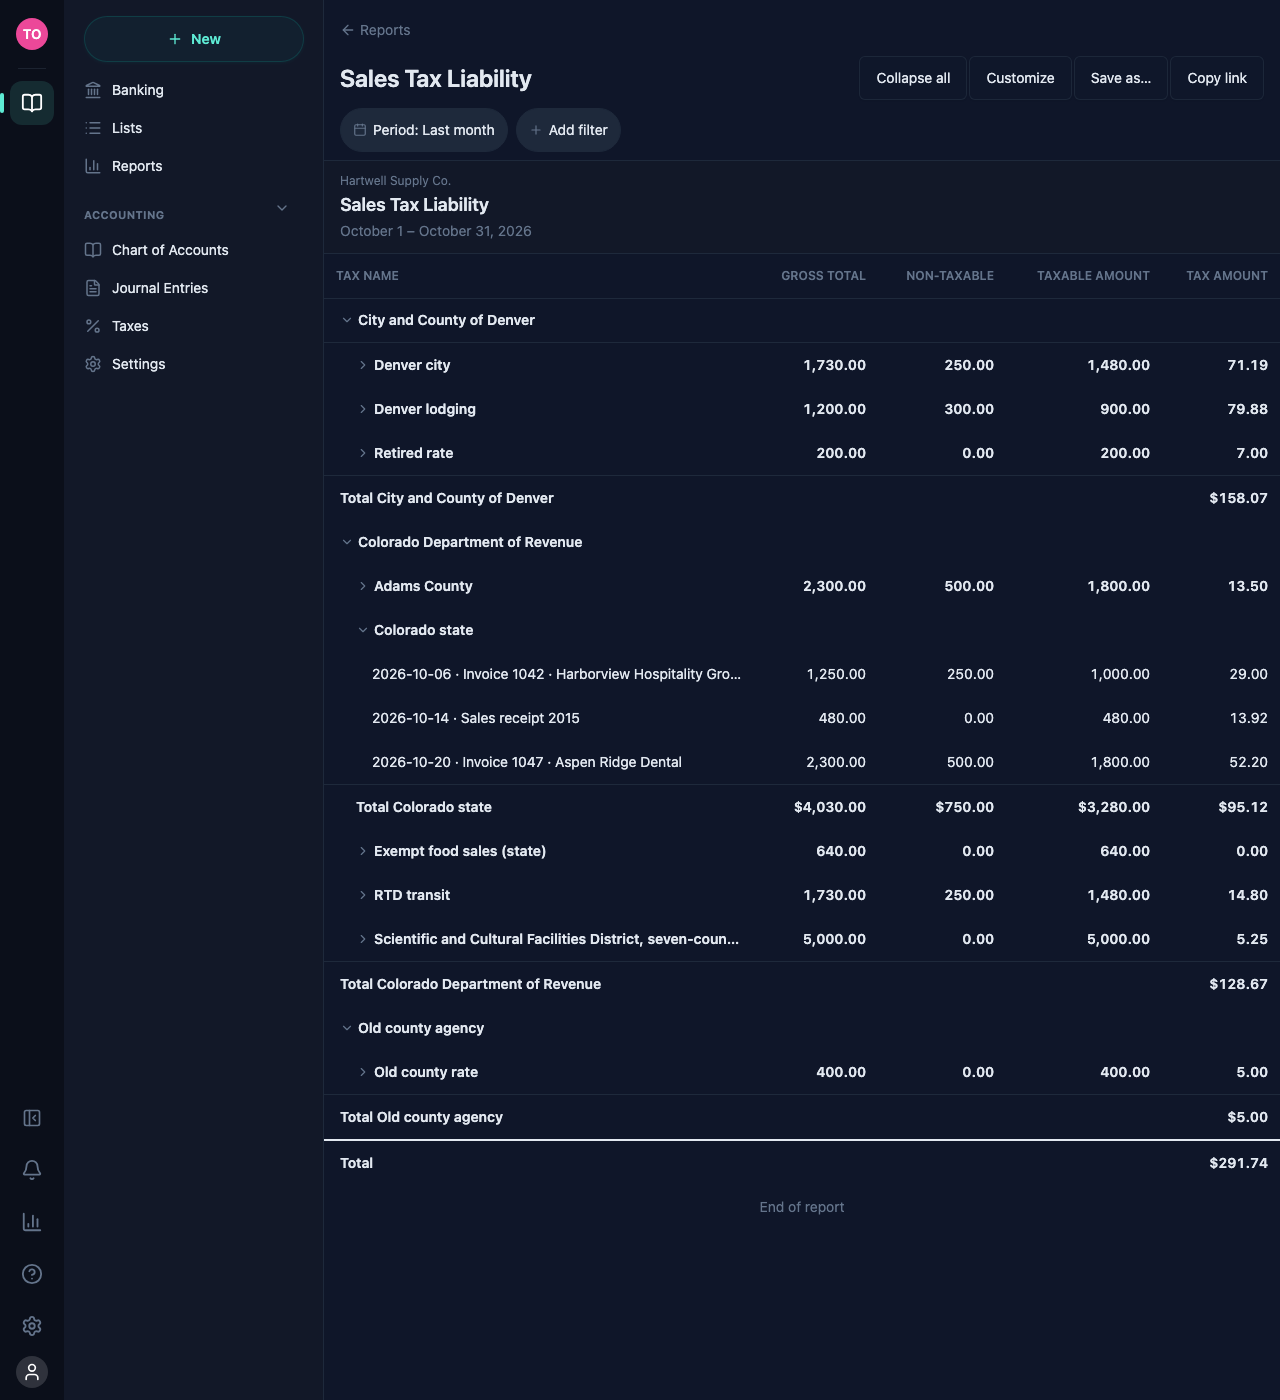 TO
New
Banking
Lists
Reports
ACCOUNTING
Chart of Accounts
Journal Entries
Taxes
Settings
Reports
Sales Tax Liability
Collapse all
Customize
Save as...
Copy link
Period: Last month
Add filter
Hartwell Supply Co.
Sales Tax Liability
October 1 – October 31, 2026
TAX NAME GROSS TOTAL NON-TAXABLE TAXABLE AMOUNT TAX AMOUNT
City and County of Denver
Denver city 1,730.00 250.00 1,480.00 71.19
Denver lodging 1,200.00 300.00 900.00 79.88
Retired rate 200.00 0.00 200.00 7.00
Total City and County of Denver $158.07
Colorado Department of Revenue
Adams County 2,300.00 500.00 1,800.00 13.50
Colorado state
2026-10-06 · Invoice 1042 · Harborview Hospitality Gro... 1,250.00 250.00 1,000.00 29.00
2026-10-14 · Sales receipt 2015 480.00 0.00 480.00 13.92
2026-10-20 · Invoice 1047 · Aspen Ridge Dental 2,300.00 500.00 1,800.00 52.20
Total Colorado state $4,030.00 $750.00 $3,280.00 $95.12
Exempt food sales (state) 640.00 0.00 640.00 0.00
RTD transit 1,730.00 250.00 1,480.00 14.80
Scientific and Cultural Facilities District, seven-coun... 5,000.00 0.00 5,000.00 5.25
Total Colorado Department of Revenue $128.67
Old county agency
Old county rate 400.00 0.00 400.00 5.00
Total Old county agency $5.00
Total $291.74
End of report